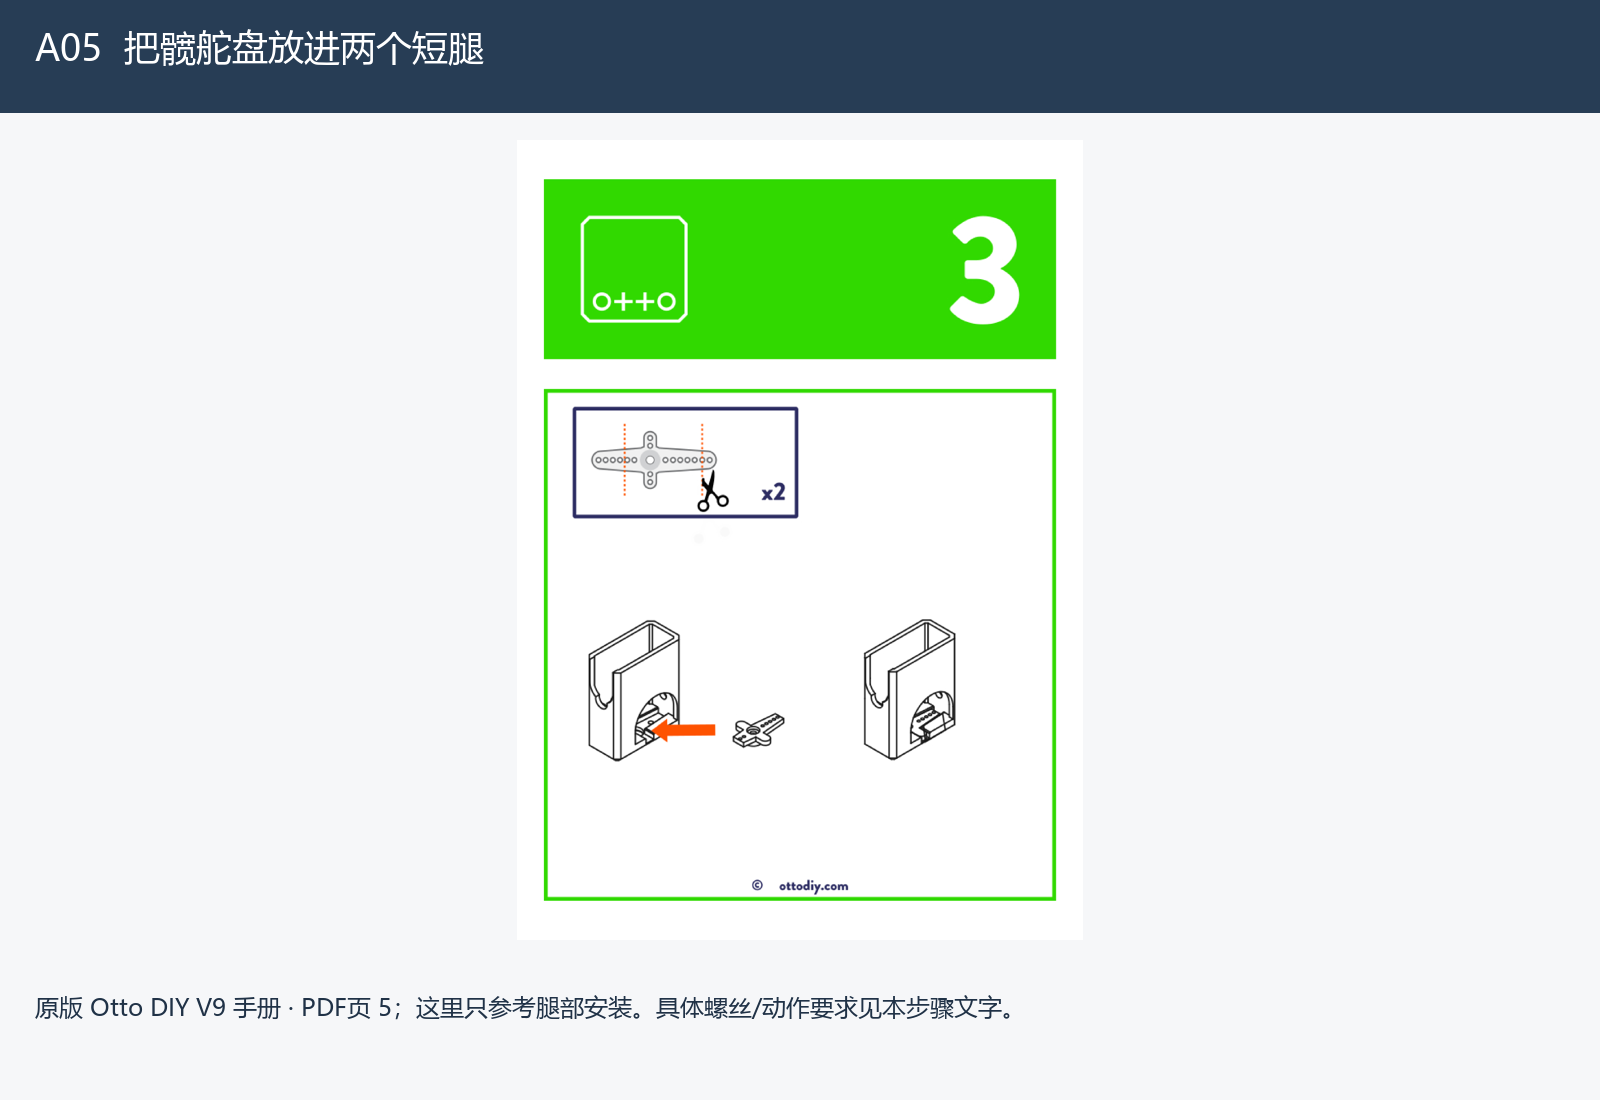 A05 把髋舵盘放进两个短腿
O++O
3
x2
© ottodiy.com
原版 Otto DIY V9 手册 · PDF页 5；这里只参考腿部安装。具体螺丝/动作要求见本步骤文字。